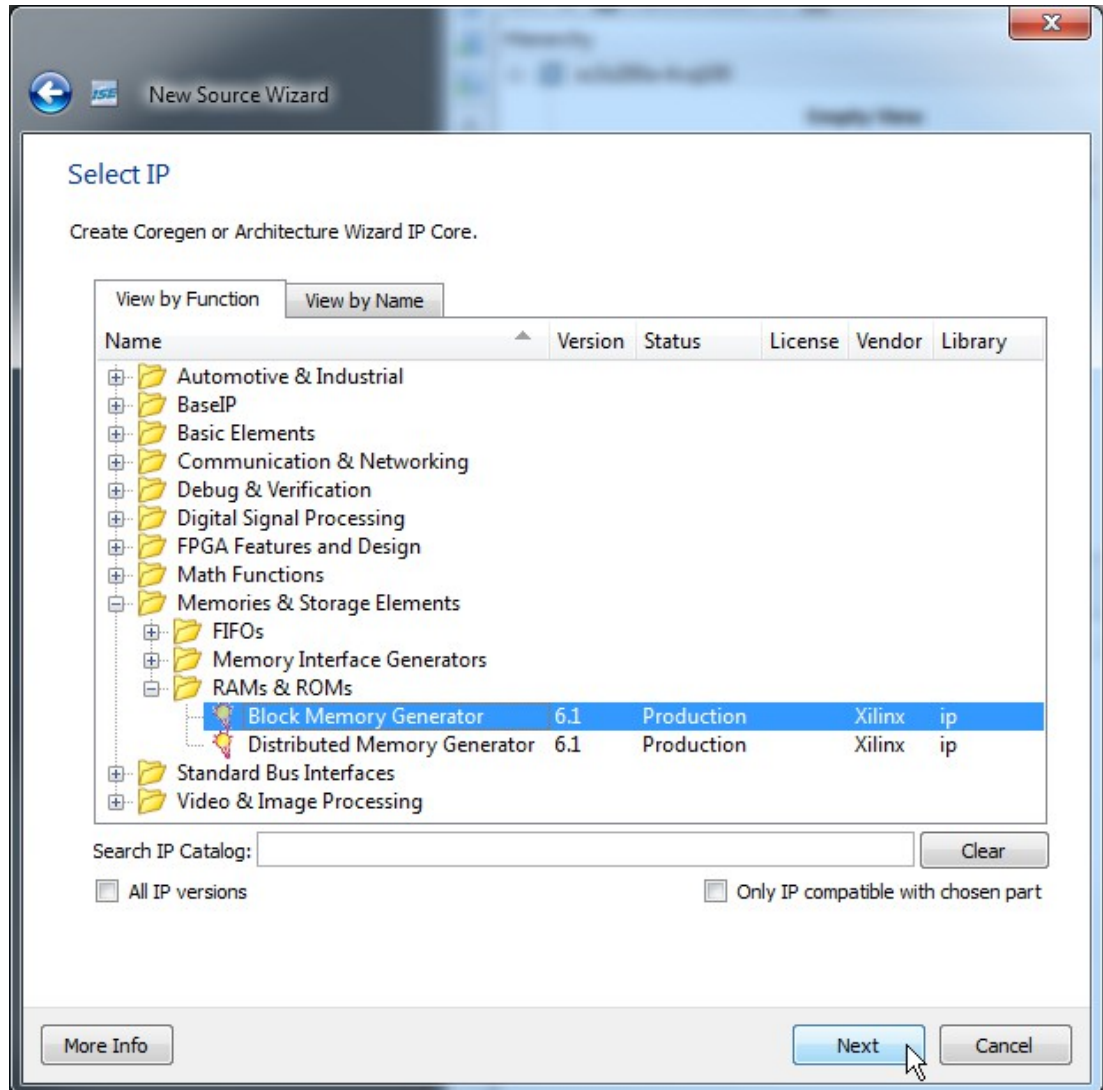 X
ISE New Source Wizard
Select IP
Create Coregen or Architecture Wizard IP Core.
View by Function View by Name
Name Version Status License Vendor Library
Automotive & Industrial
BaseIP
Basic Elements
Communication & Networking
Debug & Verification
Digital Signal Processing
FPGA Features and Design
Math Functions
Memories & Storage Elements
FIFOs
Memory Interface Generators
RAMs & ROMs
Block Memory Generator 6.1 Production Xilinx ip
Distributed Memory Generator 6.1 Production Xilinx ip
Standard Bus Interfaces
Video & Image Processing
Search IP Catalog: Clear
All IP versions Only IP compatible with chosen part
More Info Next Cancel